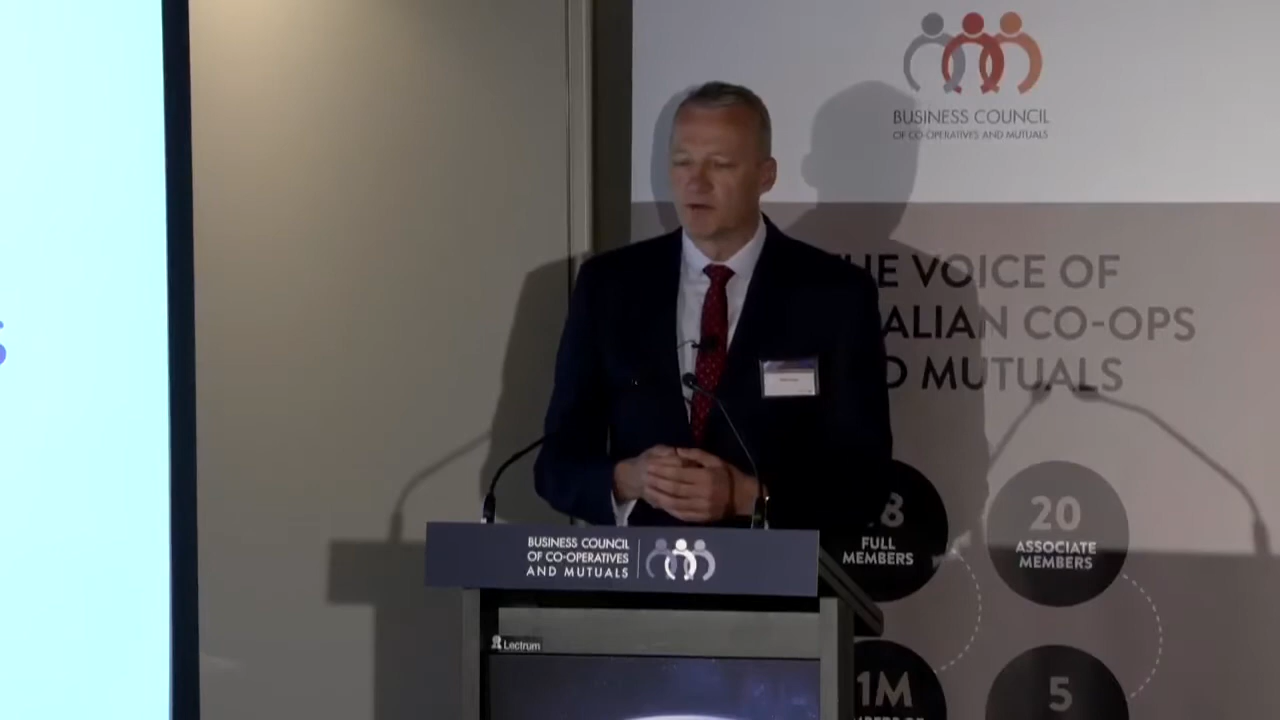 BUSINESS COUNCIL
OF CO-OPERATIVES AND MUTUALS
THE VOICE OF
ALIAN CO-OPS
D MUTUALS
8
FULL
MEMBERS
20
ASSOCIATE
MEMBERS
1M
5
BUSINESS COUNCIL
OF CO-OPERATIVES
AND MUTUALS
Lectrum